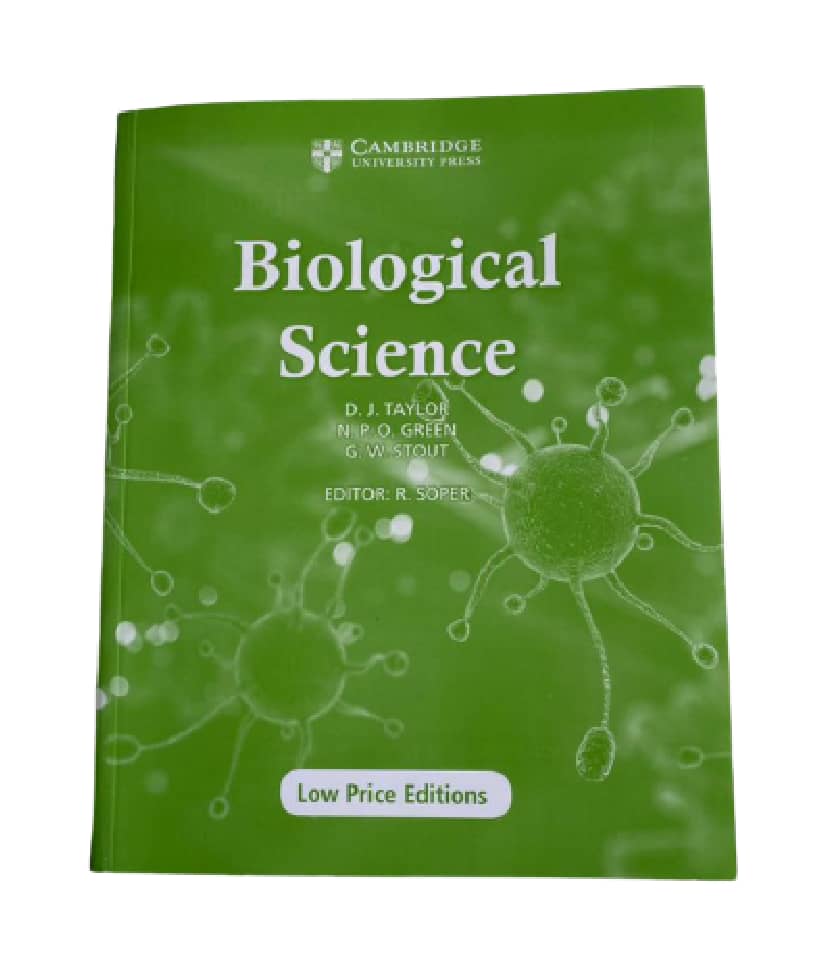 CAMBRIDGE
UNIVERSITY PRESS
Biological
Science
D. J. TAYLOR
N. P. O. GREEN
G. W. STOUT
EDITOR: R. SOPER
Low Price Editions